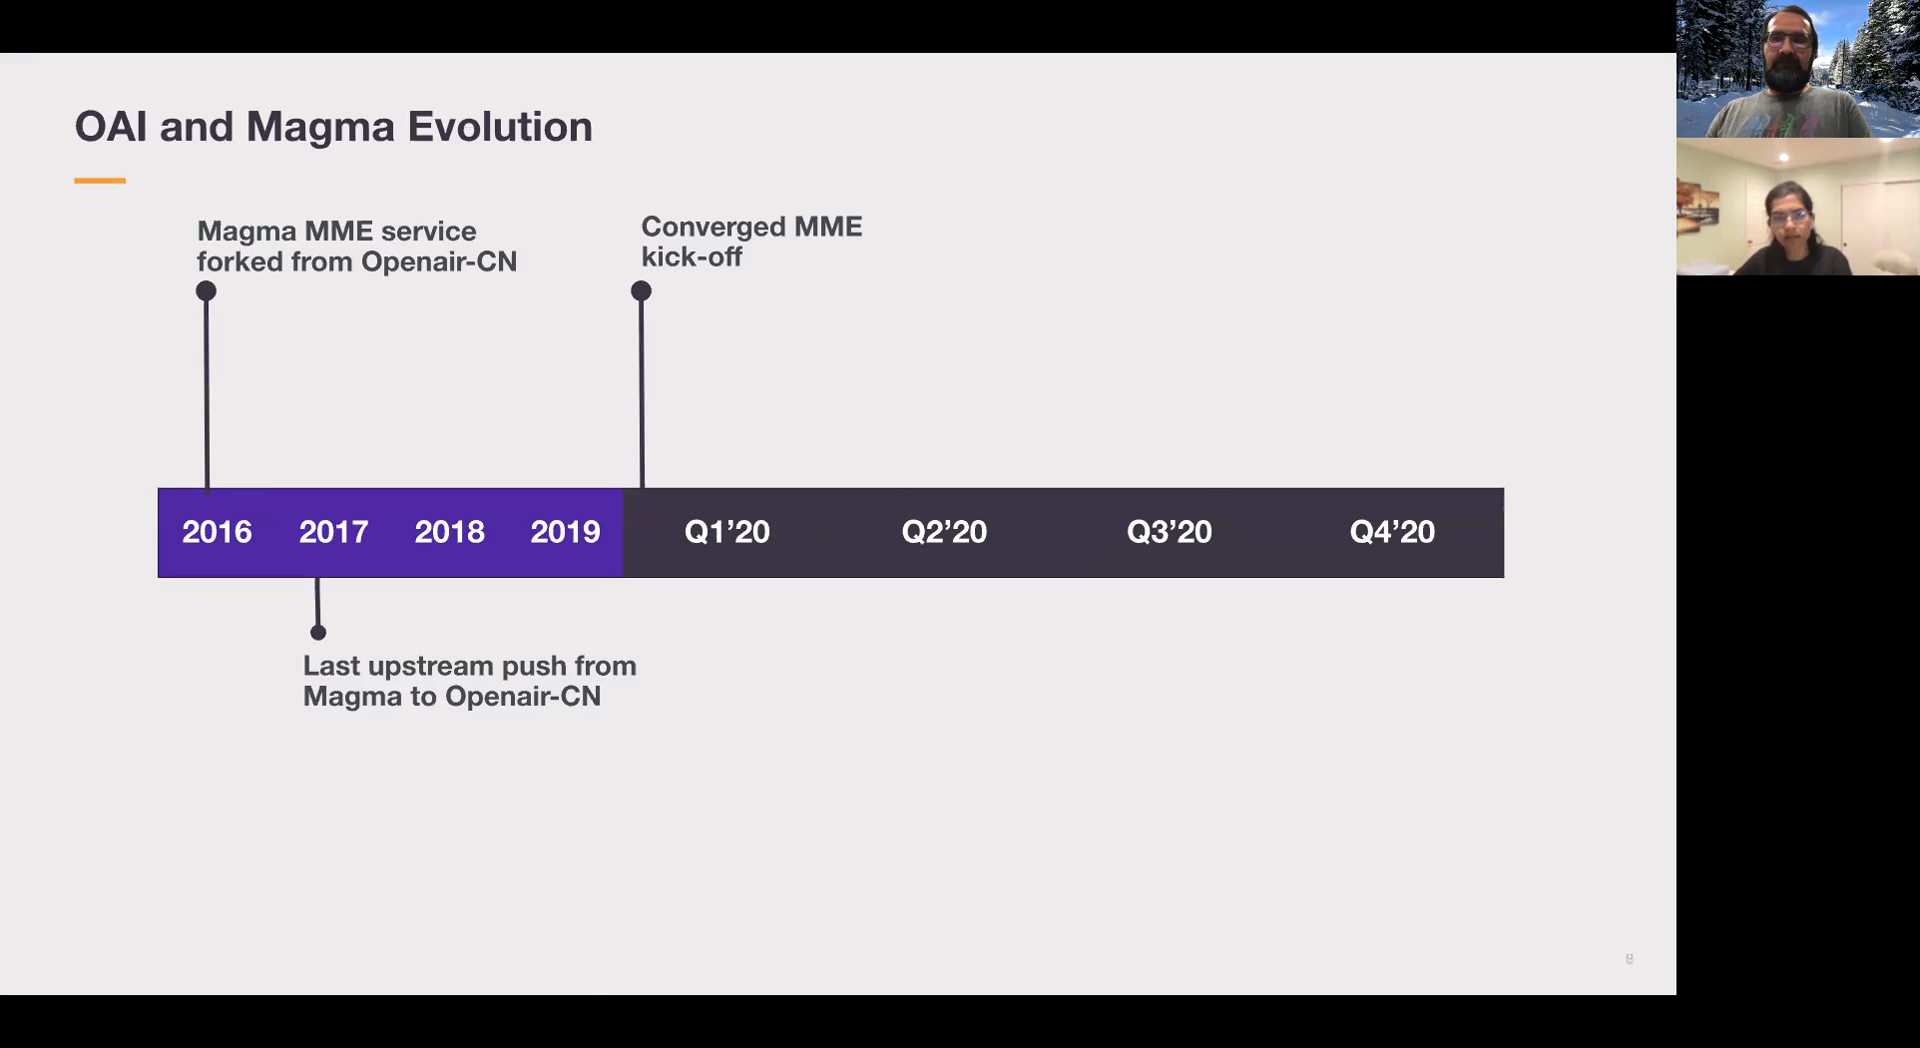 OAI and Magma Evolution
Magma MME service
forked from Openair-CN
Converged MME
kick-off
2016 2017 2018 2019 Q1’20 Q2’20 Q3’20 Q4’20
Last upstream push from
Magma to Openair-CN
8